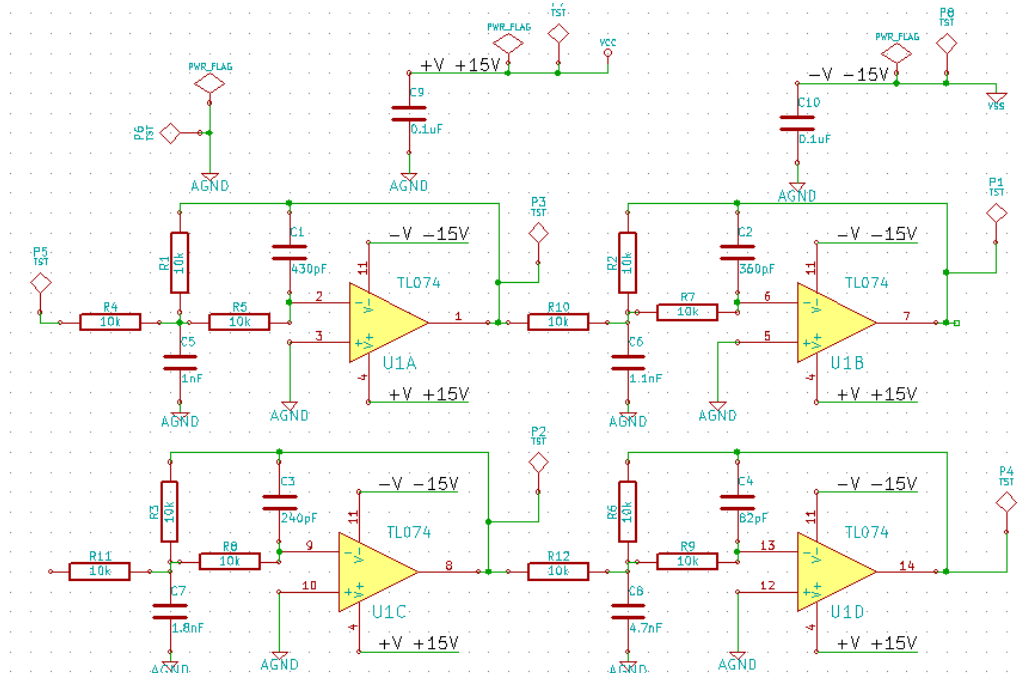 PWR_FLAG
TST
VCC
+V +15V
C9
0.1uF
AGND
PWR_FLAG
P6
TST
AGND
P8
TST
PWR_FLAG
-V -15V
VSS
C10
0.1uF
AGND
P5
TST
R4
10k
R1
10k
R5
10k
C5
1nF
AGND
C1
430pF
-V -15V
11
TL074
2
3
1
U1A
4
+V +15V
AGND
P3
TST
R10
10k
R2
10k
R7
10k
C6
1.1nF
AGND
C2
360pF
-V -15V
11
TL074
6
5
7
U1B
4
+V +15V
AGND
P1
TST
R11
10k
R3
10k
R8
10k
C7
1.8nF
AGND
C3
240pF
-V -15V
11
TL074
9
10
8
U1C
4
+V +15V
AGND
P2
TST
R12
10k
R6
10k
R9
10k
C8
4.7nF
AGND
C4
82pF
-V -15V
11
TL074
13
12
14
U1D
4
+V +15V
AGND
P4
TST